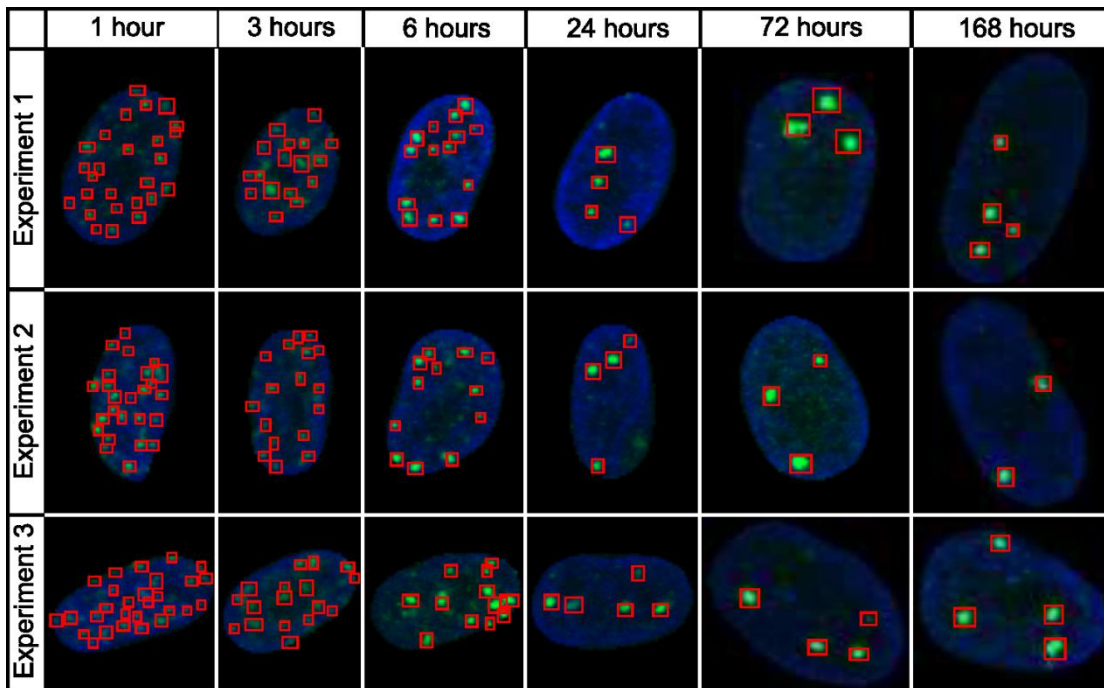 1 hour
3 hours
6 hours
24 hours
72 hours
168 hours
Experiment 1
Experiment 2
Experiment 3